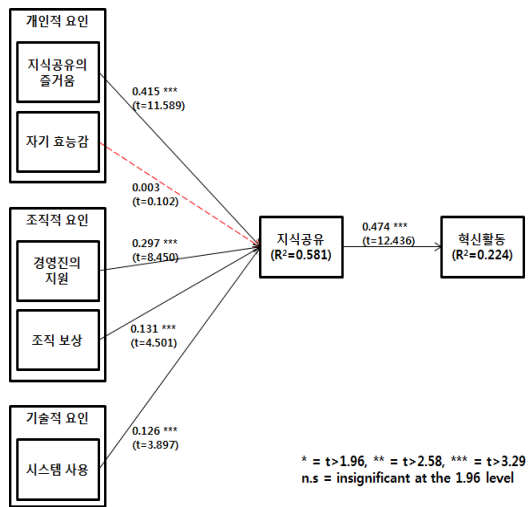 개인적 요인
지식공유의
즐거움
0.415 ***
(t=11.589)
자기 효능감
0.003
(t=0.102)
조직적 요인
경영진의
지원
0.297 ***
(t=8.450)
조직 보상
0.131 ***
(t=4.501)
기술적 요인
시스템 사용
0.126 ***
(t=3.897)
지식공유
(R²=0.581)
0.474 ***
(t=12.436)
혁신활동
(R²=0.224)
* = t>1.96, ** = t>2.58, *** = t>3.29
n.s = insignificant at the 1.96 level